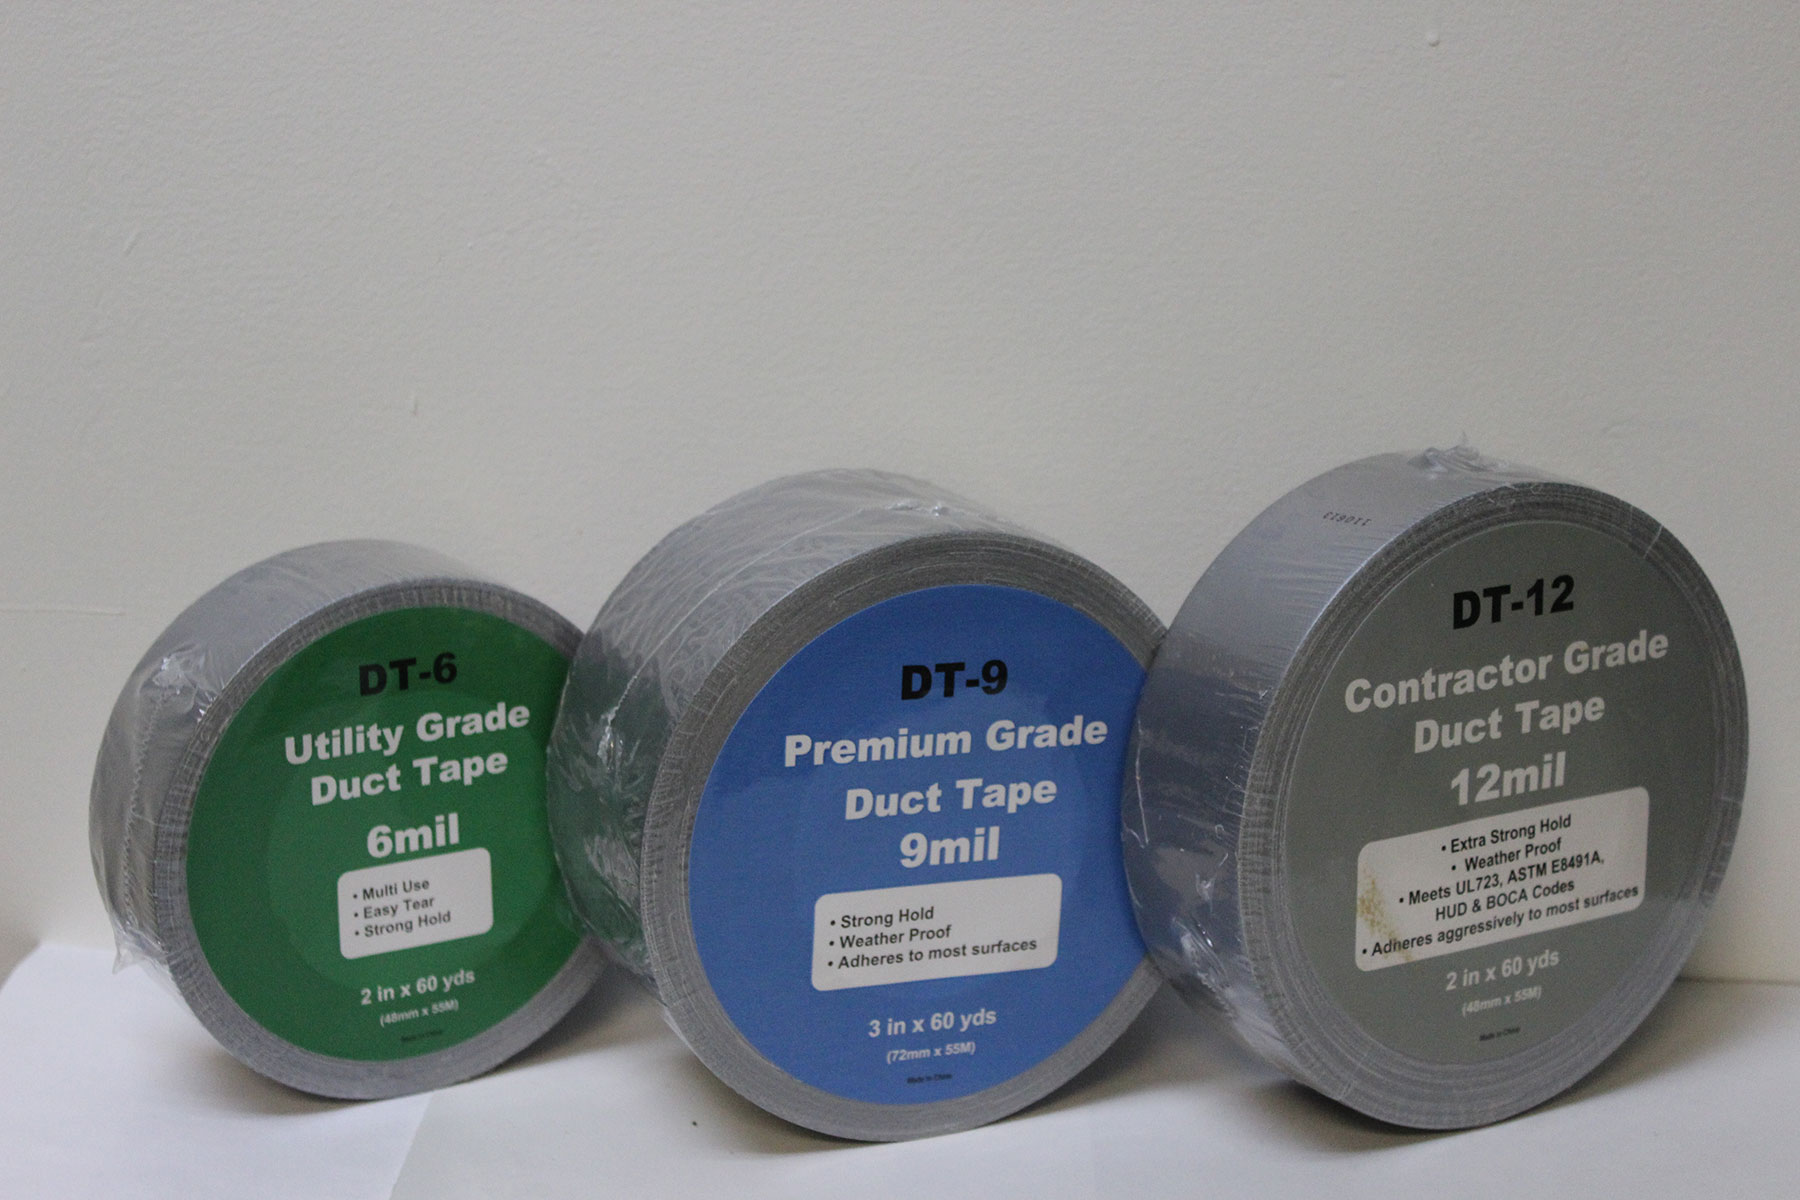 DT-6
Utility Grade
Duct Tape
6mil
• Multi Use
• Easy Tear
• Strong Hold
2 in x 60 yds
(48mm x 55M)
DT-9
Premium Grade
Duct Tape
9mil
• Strong Hold
• Weather Proof
• Adheres to most surfaces
3 in x 60 yds
(72mm x 55M)
Made in China
110813
DT-12
Contractor Grade
Duct Tape
12mil
• Extra Strong Hold
• Weather Proof
• Meets UL723, ASTM E8491A,
HUD & BOCA Codes
• Adheres aggressively to most surfaces
2 in x 60 yds
(48mm x 55M)
Made in China